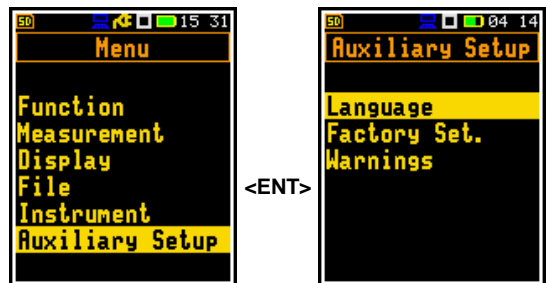 SD 15 31
Menu
Function
Measurement
Display
File
Instrument
Auxiliary Setup
<ENT>
SD 04 14
Auxiliary Setup
Language
Factory Set.
Warnings